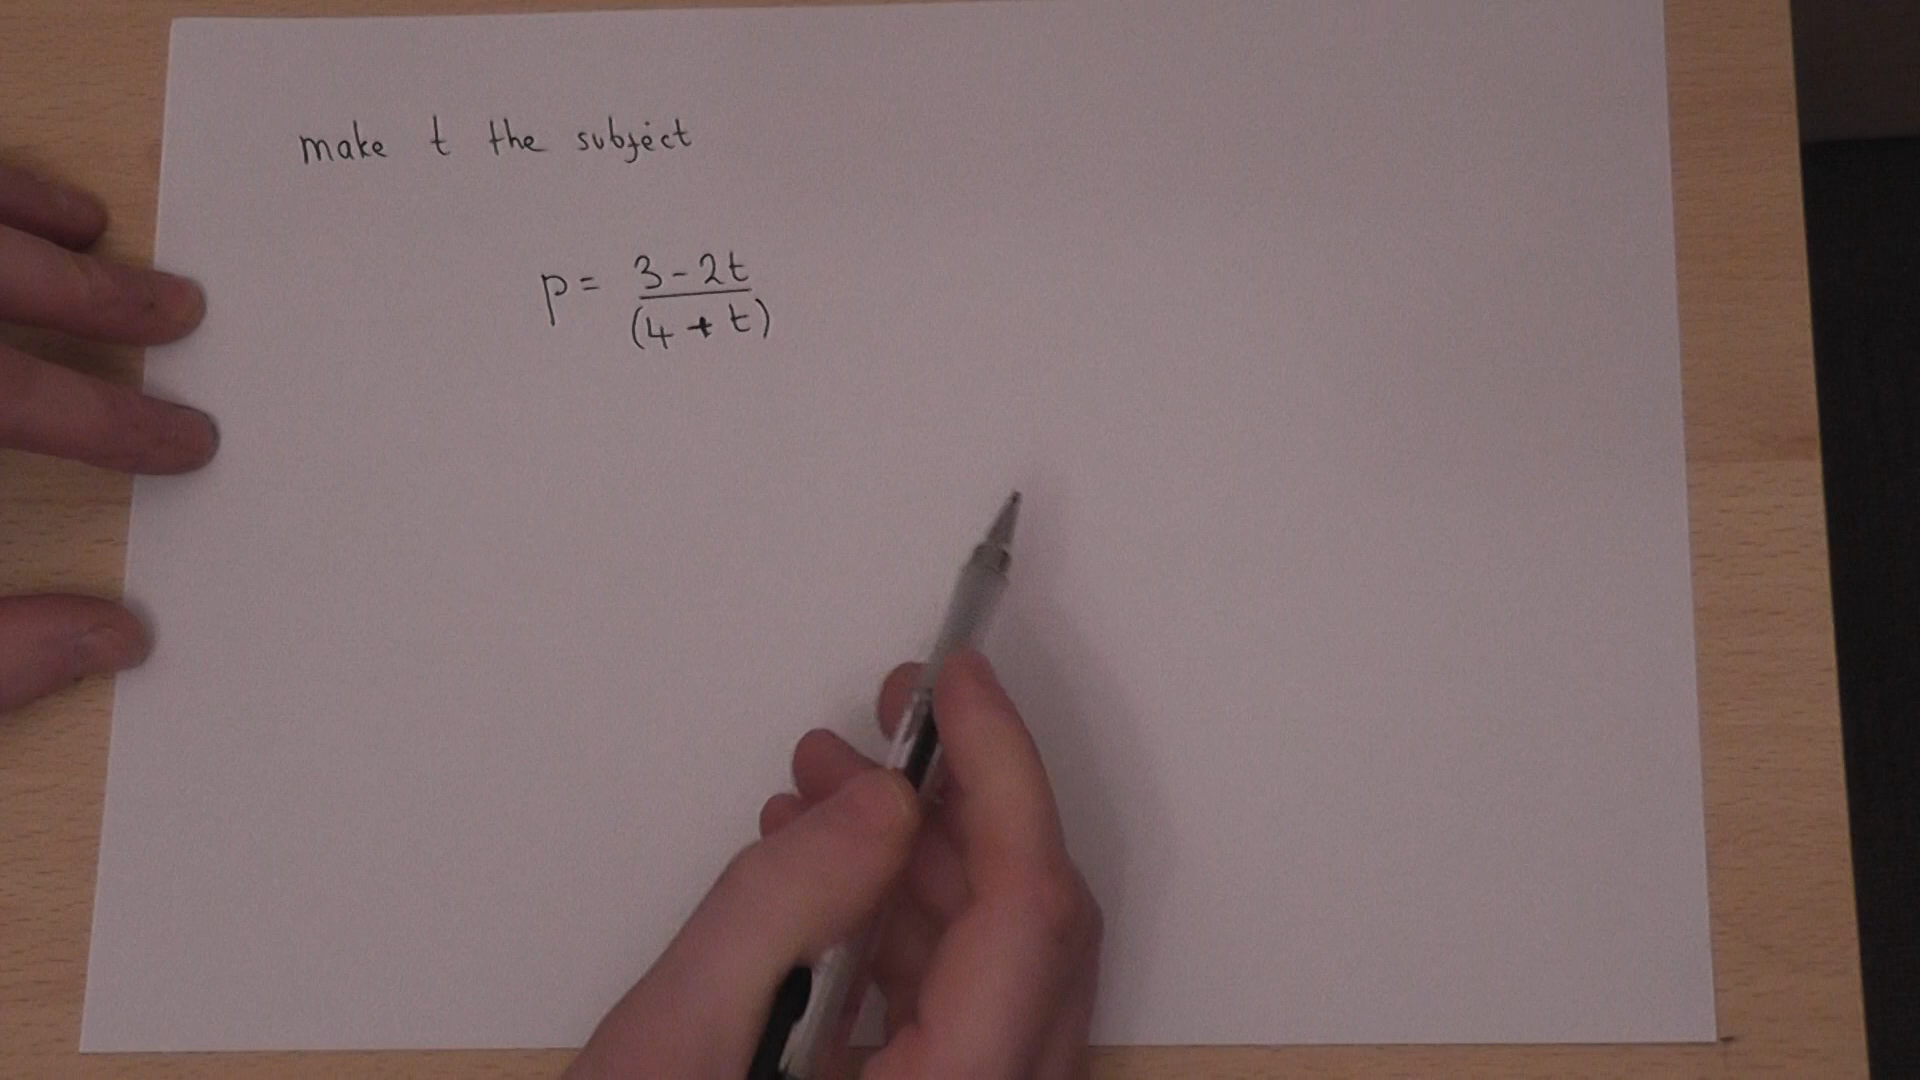 make t the subject
p = 3 - 2t
(4 + t)